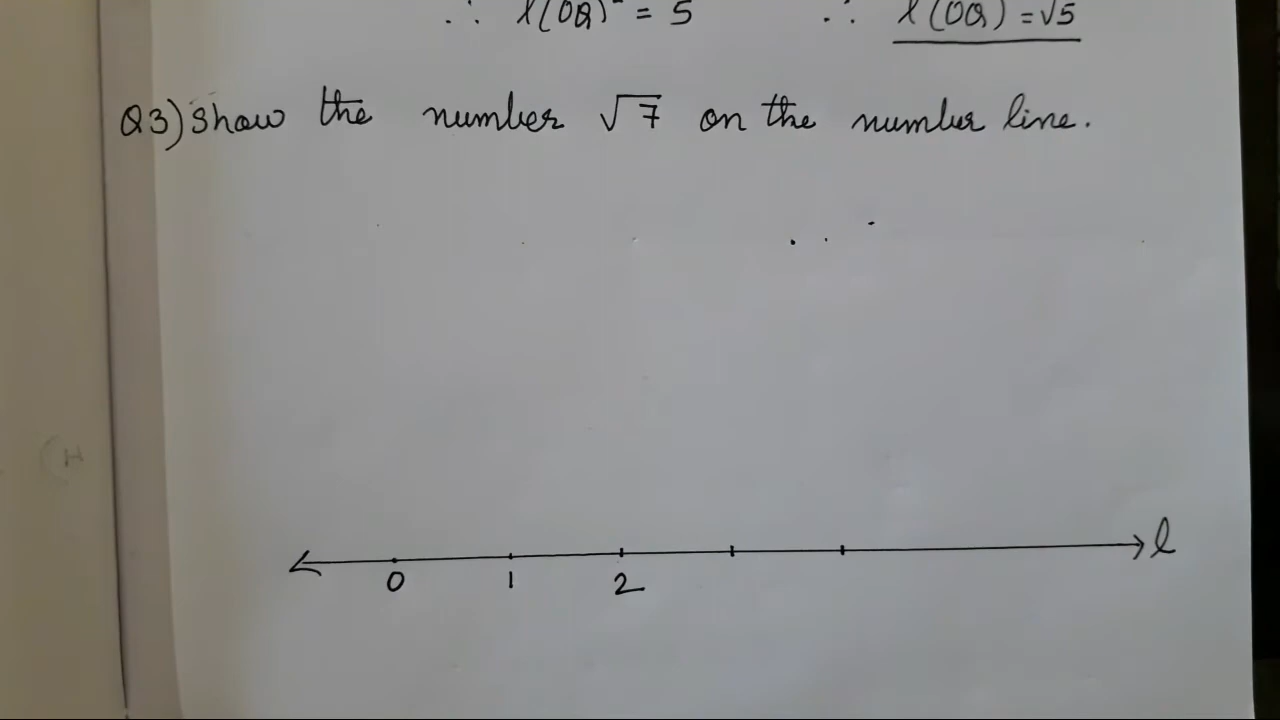 ∴ l(OQ)² = 5 ∴ l(OQ) = √5
Q3) Show the number √7 on the number line.
l
0 1 2